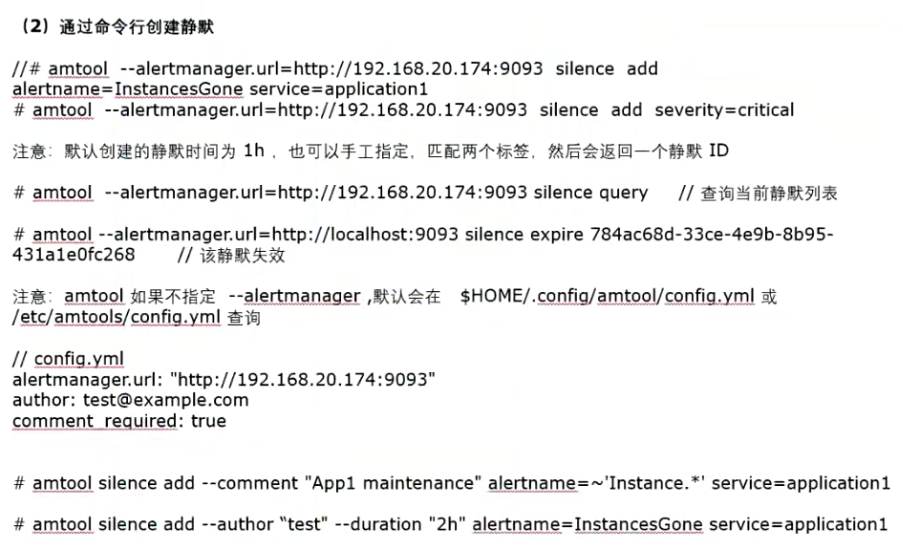 （2）通过命令行创建静默
//# amtool --alertmanager.url=http://192.168.20.174:9093 silence add
alertname=InstancesGone service=application1
# amtool --alertmanager.url=http://192.168.20.174:9093 silence add severity=critical
注意：默认创建的静默时间为 1h ，也可以手工指定，匹配两个标签，然后会返回一个静默 ID
# amtool --alertmanager.url=http://192.168.20.174:9093 silence query // 查询当前静默列表
# amtool --alertmanager.url=http://localhost:9093 silence expire 784ac68d-33ce-4e9b-8b95-
431a1e0fc268 // 该静默失效
注意：amtool 如果不指定 --alertmanager ,默认会在 $HOME/.config/amtool/config.yml 或
/etc/amtools/config.yml 查询
// config.yml
alertmanager.url: "http://192.168.20.174:9093"
author: test@example.com
comment_required: true
# amtool silence add --comment "App1 maintenance" alertname=~'Instance.*' service=application1
# amtool silence add --author “test" --duration "2h" alertname=InstancesGone service=application1